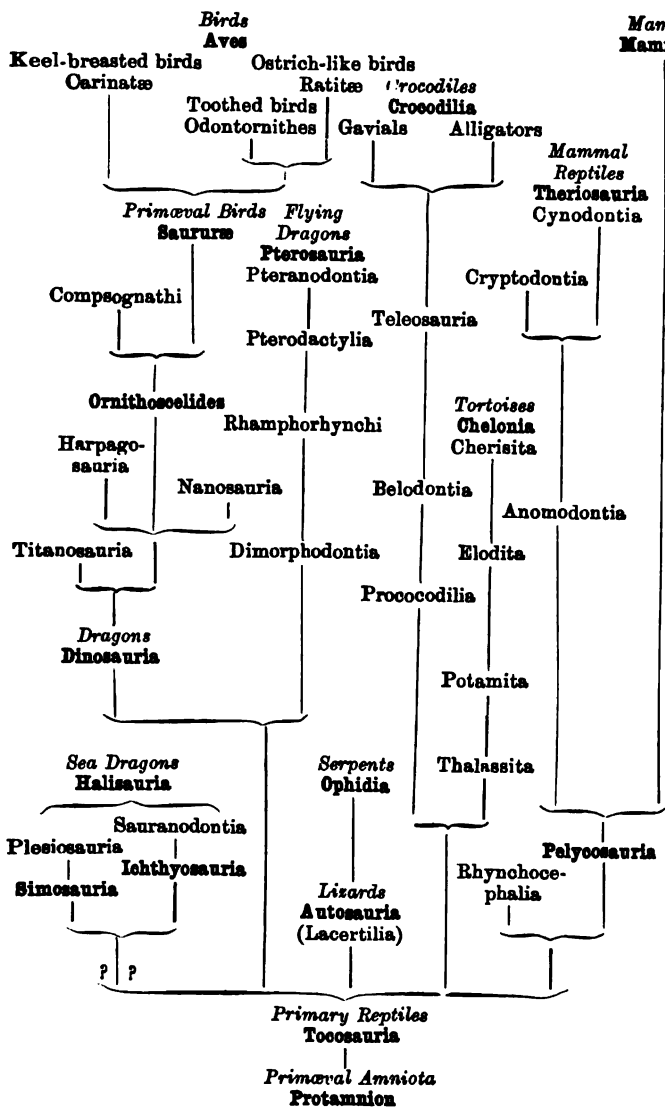 Birds
Aves
Keel-breasted birds
Carinatæ
Ostrich-like birds
Ratitæ
Toothed birds
Odontornithes
Crocodiles
Crocodilia
Gavials
Alligators
Mammal
Reptiles
Theriosauria
Cynodontia
Primæval Birds
Saururæ
Flying
Dragons
Pterosauria
Pteranodontia
Cryptodontia
Compsognathi
Teleosauria
Pterodactylia
Ornithoscelides
Rhamphorhynchi
Tortoises
Chelonia
Chersita
Harpago-
sauria
Nanosauria
Belodontia
Anomodontia
Titanosauria
Dimorphodontia
Elodita
Prococodilia
Dragons
Dinosauria
Potamita
Sea Dragons
Halisauria
Serpents
Ophidia
Thalassita
Sauranodontia
Plesiosauria
Ichthyosauria
Simosauria
Pelycosauria
Rhynchoce-
phalia
Lizards
Autosauria
(Lacertilia)
? ?
Primary Reptiles
Tocosauria
Primæval Amniota
Protamnion